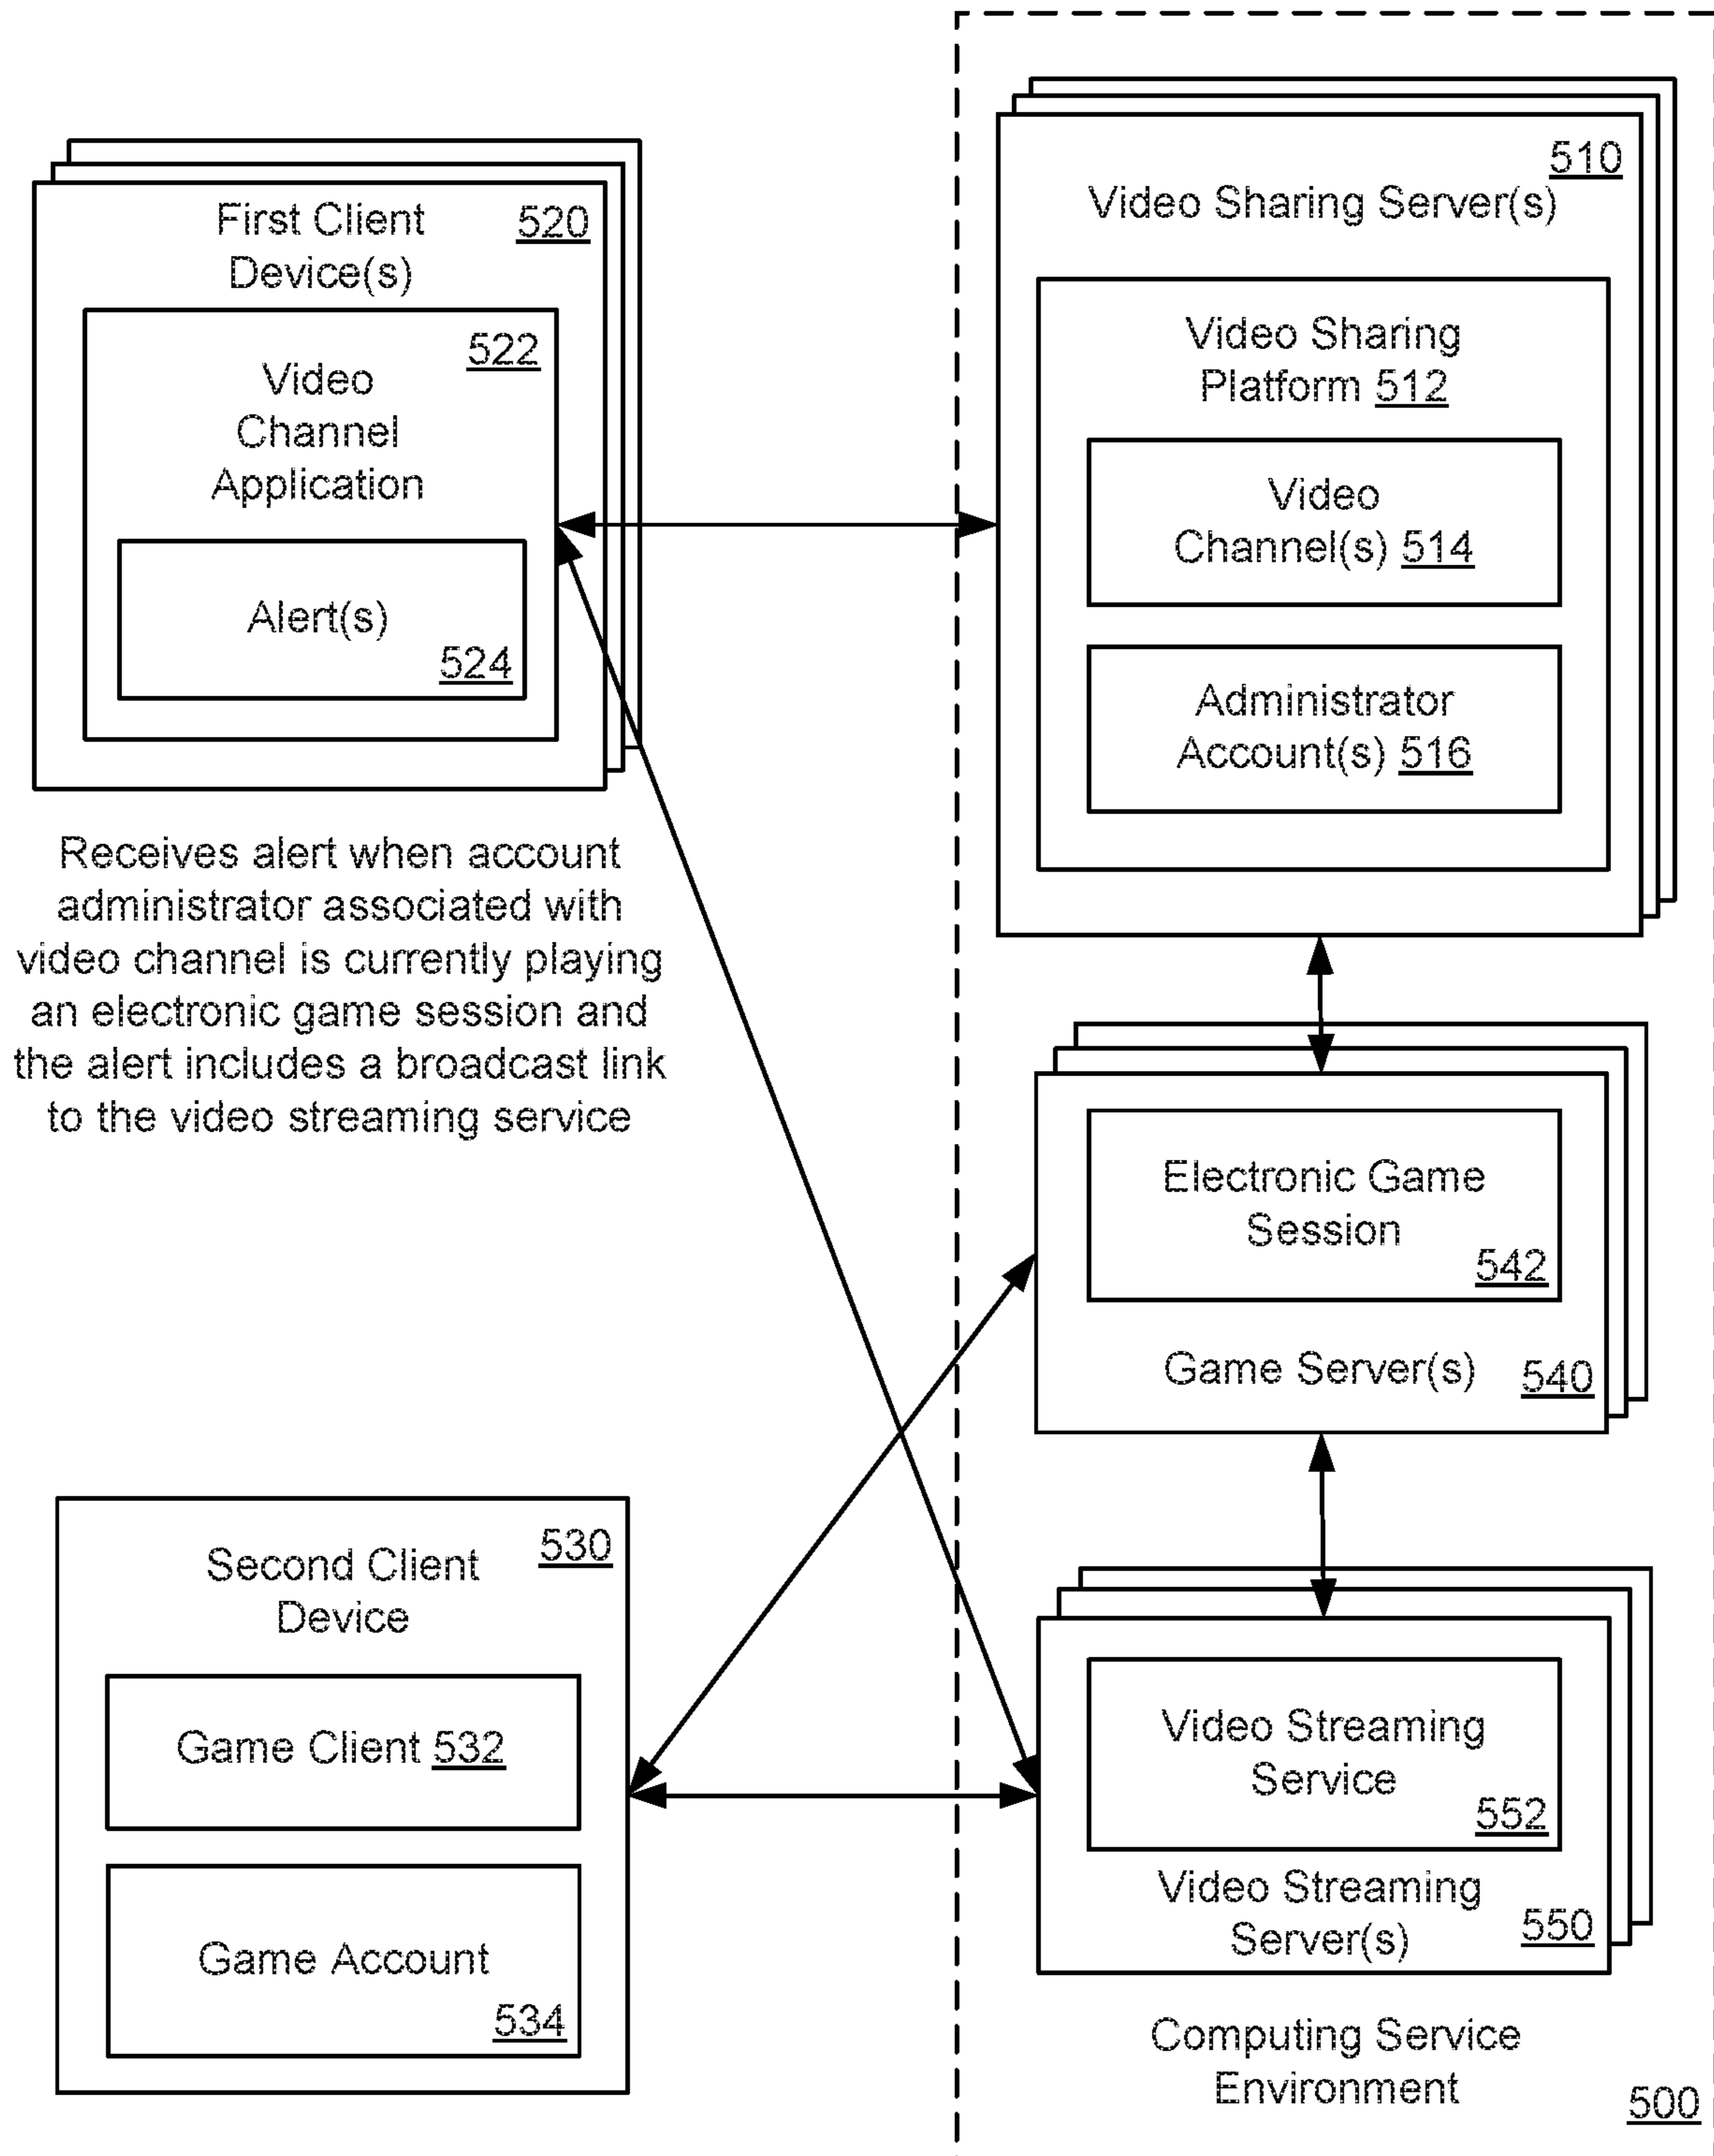 First Client
Device(s)
520
522
Video
Channel
Application
Alert(s)
524
Receives alert when account
administrator associated with
video channel is currently playing
an electronic game session and
the alert includes a broadcast link
to the video streaming service
Second Client
Device
530
Game Client 532
Game Account
534
510
Video Sharing Server(s)
Video Sharing
Platform 512
Video
Channel(s) 514
Administrator
Account(s) 516
Electronic Game
Session
542
Game Server(s)
540
Video Streaming
Service
552
Video Streaming
Server(s)
550
Computing Service
Environment
500